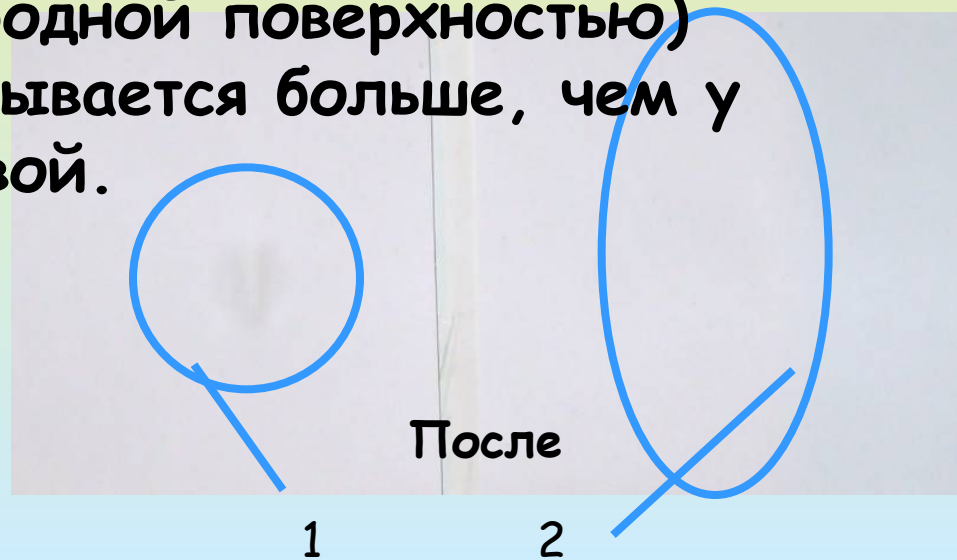 одной поверхностью)
ывается больше, чем у
вой.
После
1 2